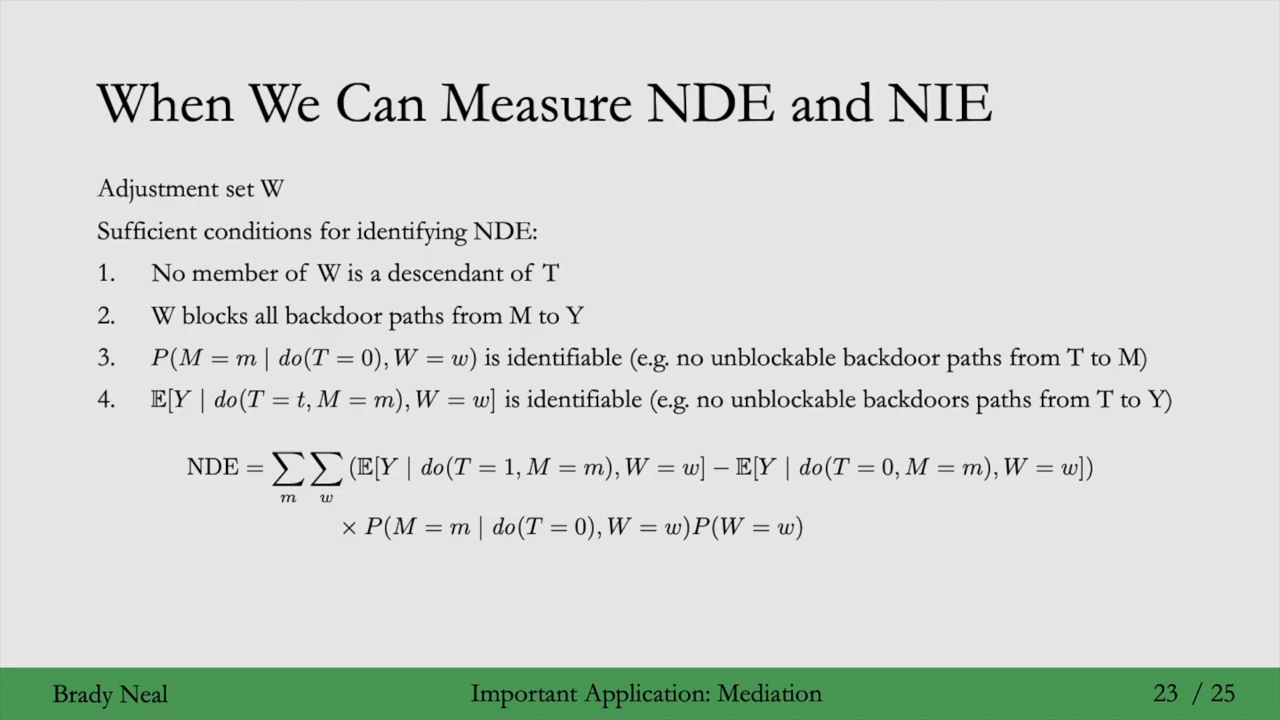 When We Can Measure NDE and NIE
Adjustment set W
Sufficient conditions for identifying NDE:
1. No member of W is a descendant of T
2. W blocks all backdoor paths from M to Y
3. P(M = m | do(T = 0), W = w) is identifiable (e.g. no unblockable backdoor paths from T to M)
4. 𝔼[Y | do(T = t, M = m), W = w] is identifiable (e.g. no unblockable backdoors paths from T to Y)
NDE = ∑_m ∑_w (𝔼[Y | do(T = 1, M = m), W = w] − 𝔼[Y | do(T = 0, M = m), W = w])
× P(M = m | do(T = 0), W = w)P(W = w)
Brady Neal Important Application: Mediation 23 / 25